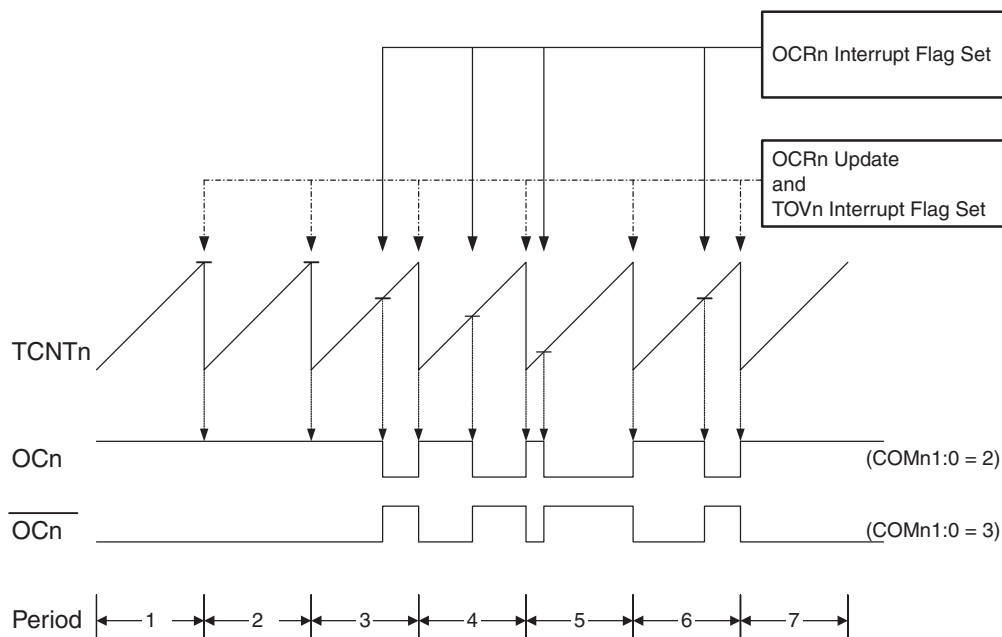 OCRn Interrupt Flag Set
OCRn Update
and
TOVn Interrupt Flag Set
TCNTn
OCn
(COMn1:0 = 2)
OCn
(COMn1:0 = 3)
Period
1
2
3
4
5
6
7